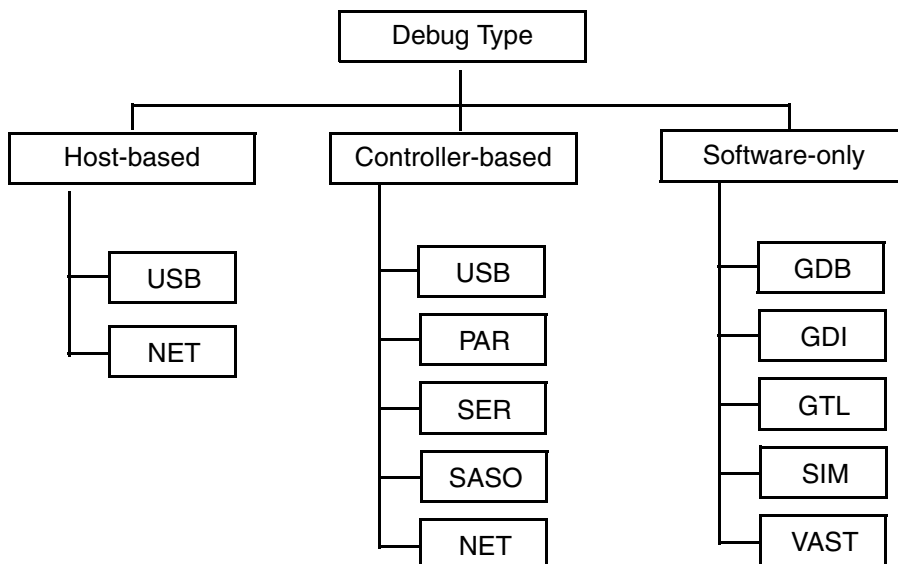 Debug Type
Host-based
USB
NET
Controller-based
USB
PAR
SER
SASO
NET
Software-only
GDB
GDI
GTL
SIM
VAST